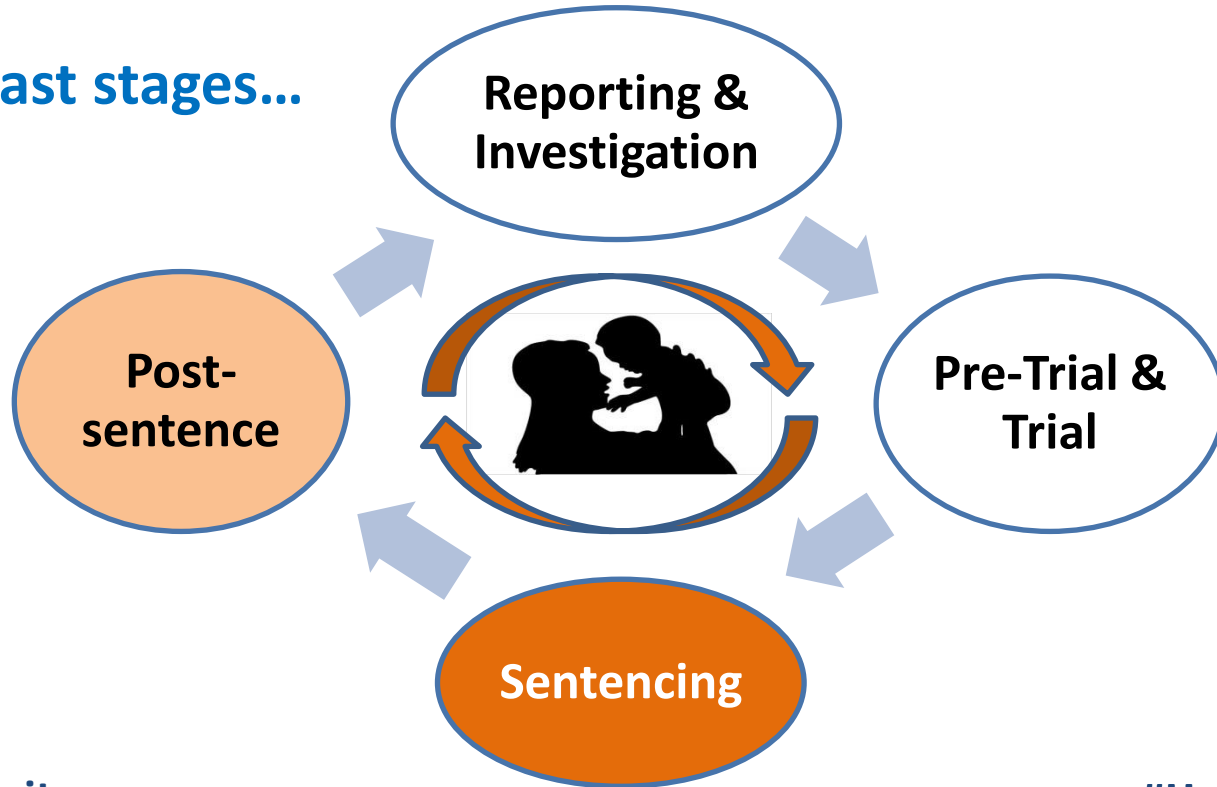 ast stages…
Reporting &
Investigation
Post-
sentence
Pre-Trial &
Trial
Sentencing